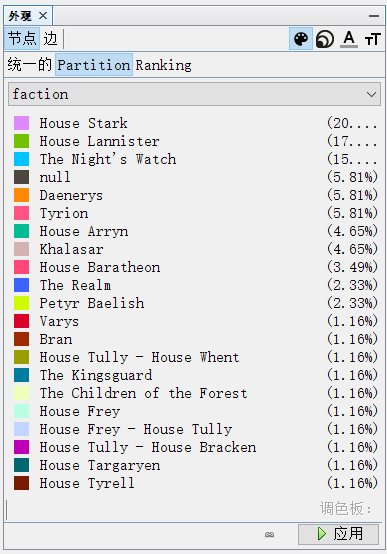 外观
节点 边
A T T
统一的 Partition Ranking
faction
House Stark (20....
House Lannister (17....
The Night's Watch (15....
null (5.81%)
Daenerys (5.81%)
Tyrion (5.81%)
House Arryn (4.65%)
Khalasar (4.65%)
House Baratheon (3.49%)
The Realm (2.33%)
Petyr Baelish (2.33%)
Varys (1.16%)
Bran (1.16%)
House Tully - House Whent (1.16%)
The Kingsguard (1.16%)
The Children of the Forest (1.16%)
House Frey (1.16%)
House Frey - House Tully (1.16%)
House Tully - House Bracken (1.16%)
House Targaryen (1.16%)
House Tyrell (1.16%)
调色板:
应用